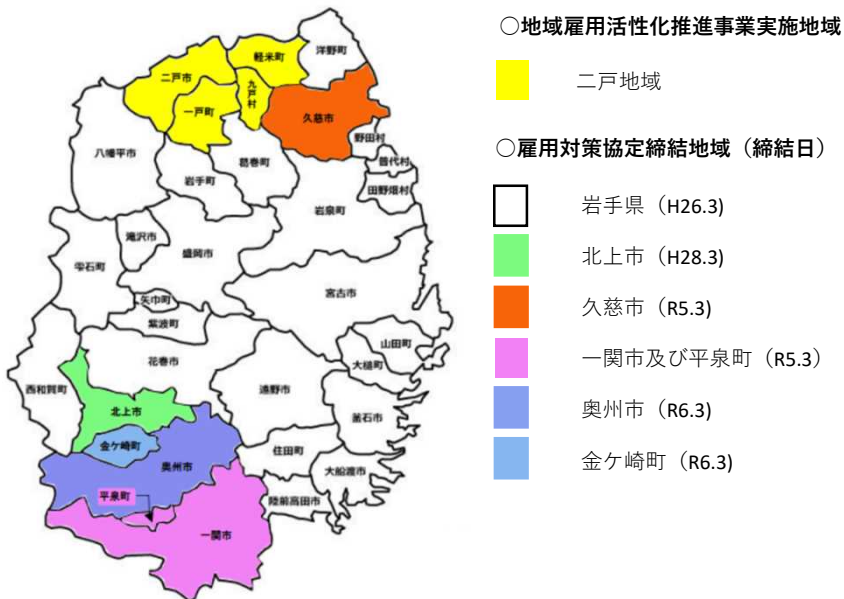 ○地域雇用活性化推進事業実施地域
二戸地域
○雇用対策協定締結地域（締結日）
岩手県（H26.3)
北上市（H28.3)
久慈市（R5.3)
一関市及び平泉町（R5.3）
奥州市（R6.3)
金ケ崎町（R6.3)
洋野町
軽米町
二戸市
九戸村
一戸町
久慈市
野田村
普代村
八幡平市
葛巻町
岩手町
田野畑村
岩泉町
滝沢市
盛岡市
雫石町
宮古市
矢巾町
紫波町
山田町
花巻市
大槌町
西和賀町
遠野市
北上市
釜石市
金ケ崎町
住田町
奥州市
大船渡市
平泉町
陸前高田市
一関市